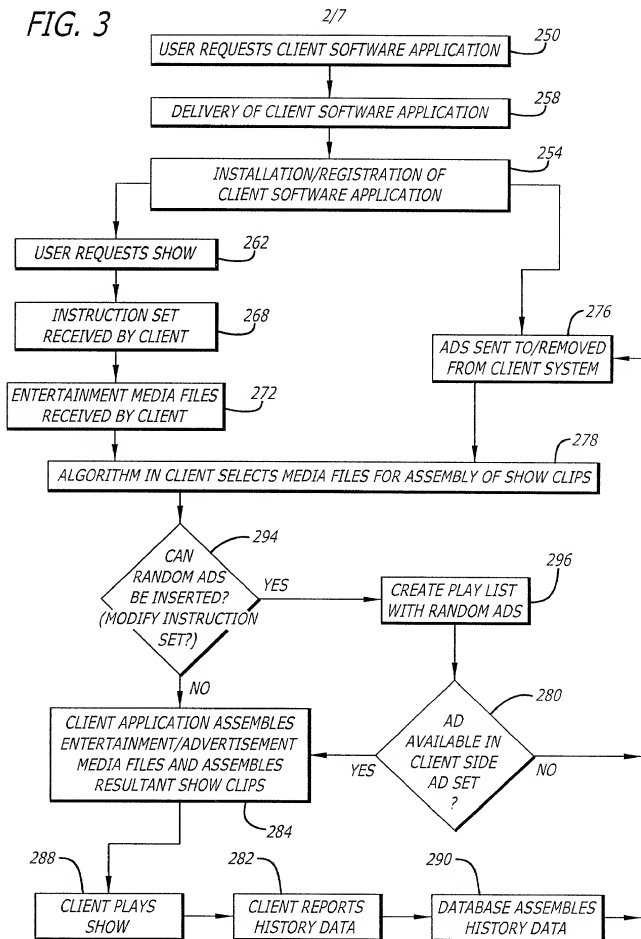 FIG. 3
2/7
USER REQUESTS CLIENT SOFTWARE APPLICATION
250
DELIVERY OF CLIENT SOFTWARE APPLICATION
258
INSTALLATION/REGISTRATION OF
CLIENT SOFTWARE APPLICATION
254
USER REQUESTS SHOW
262
INSTRUCTION SET
RECEIVED BY CLIENT
268
276
ADS SENT TO/REMOVED
FROM CLIENT SYSTEM
ENTERTAINMENT MEDIA FILES
RECEIVED BY CLIENT
272
278
ALGORITHM IN CLIENT SELECTS MEDIA FILES FOR ASSEMBLY OF SHOW CLIPS
294
CAN
RANDOM ADS
BE INSERTED?
(MODIFY INSTRUCTION
SET?)
YES
NO
296
CREATE PLAY LIST
WITH RANDOM ADS
280
AD
AVAILABLE IN
CLIENT SIDE
AD SET
?
YES
NO
CLIENT APPLICATION ASSEMBLES
ENTERTAINMENT/ADVERTISEMENT
MEDIA FILES AND ASSEMBLES
RESULTANT SHOW CLIPS
284
288
CLIENT PLAYS
SHOW
282
CLIENT REPORTS
HISTORY DATA
290
DATABASE ASSEMBLES
HISTORY DATA